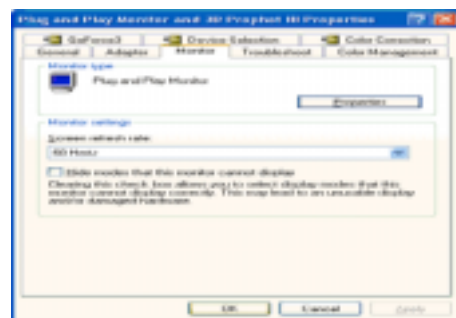 Plug and Play Monitor and 3D Prophet III Properties
GeForce3 Device Selection Color Correction
General Adapter Monitor Troubleshoot Color Management
Monitor type
Plug and Play Monitor
Properties
Monitor settings
Screen refresh rate:
60 Hertz
Hide modes that this monitor cannot display
Clearing this check box allows you to select display modes that this
monitor cannot display correctly. This may lead to an unusable display
and/or damaged hardware.
OK Cancel Apply